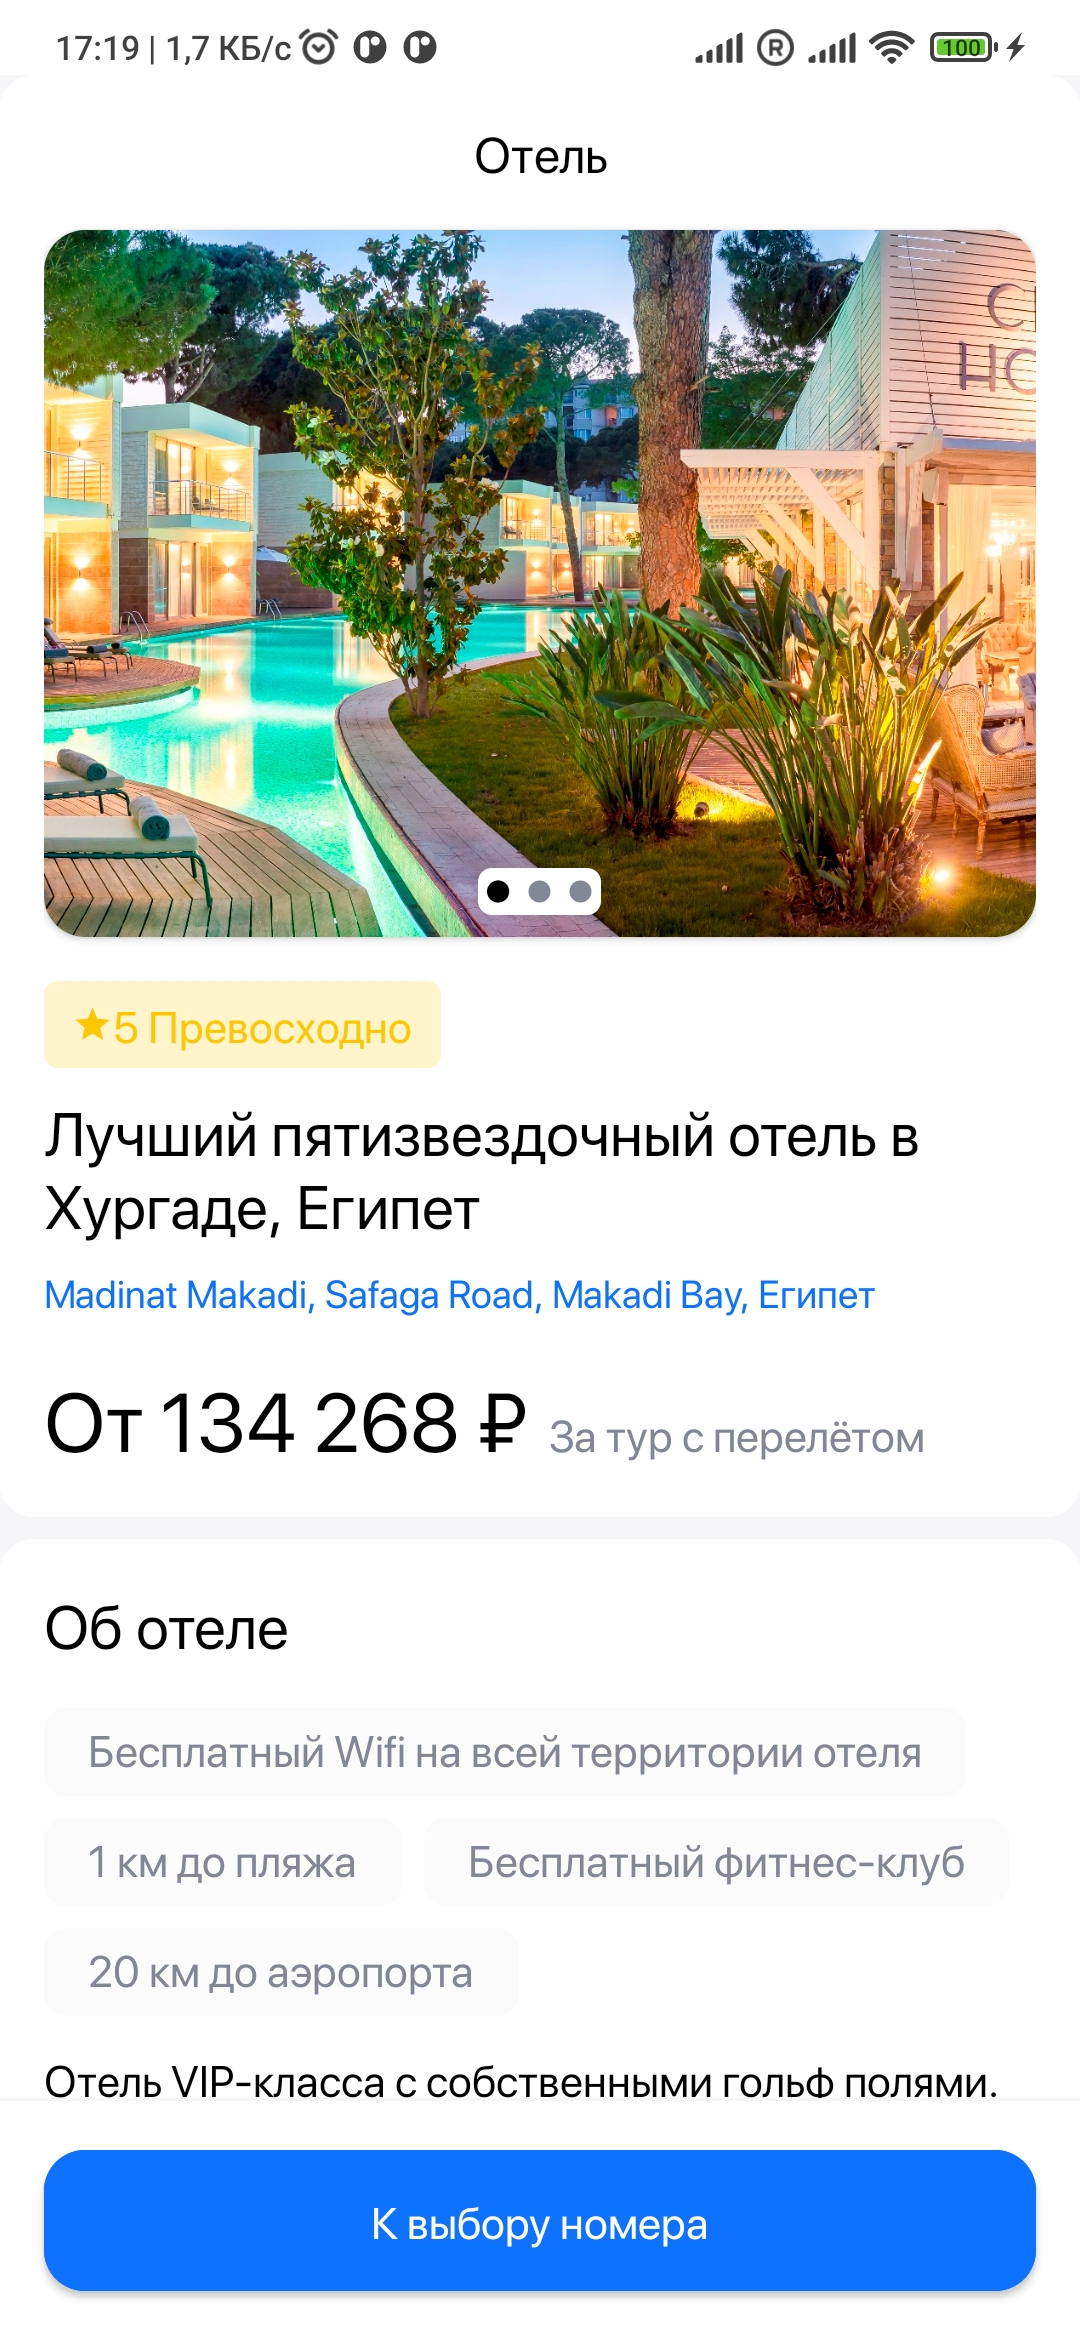 17:19 | 1,7 КБ/с
R
100
Отель
HO
★5 Превосходно
Лучший пятизвездочный отель в
Хургаде, Египет
Madinat Makadi, Safaga Road, Makadi Bay, Египет
От 134 268 ₽ За тур с перелётом
Об отеле
Бесплатный Wifi на всей территории отеля
1 км до пляжа
Бесплатный фитнес-клуб
20 км до аэропорта
Отель VIP-класса с собственными гольф полями.
К выбору номера